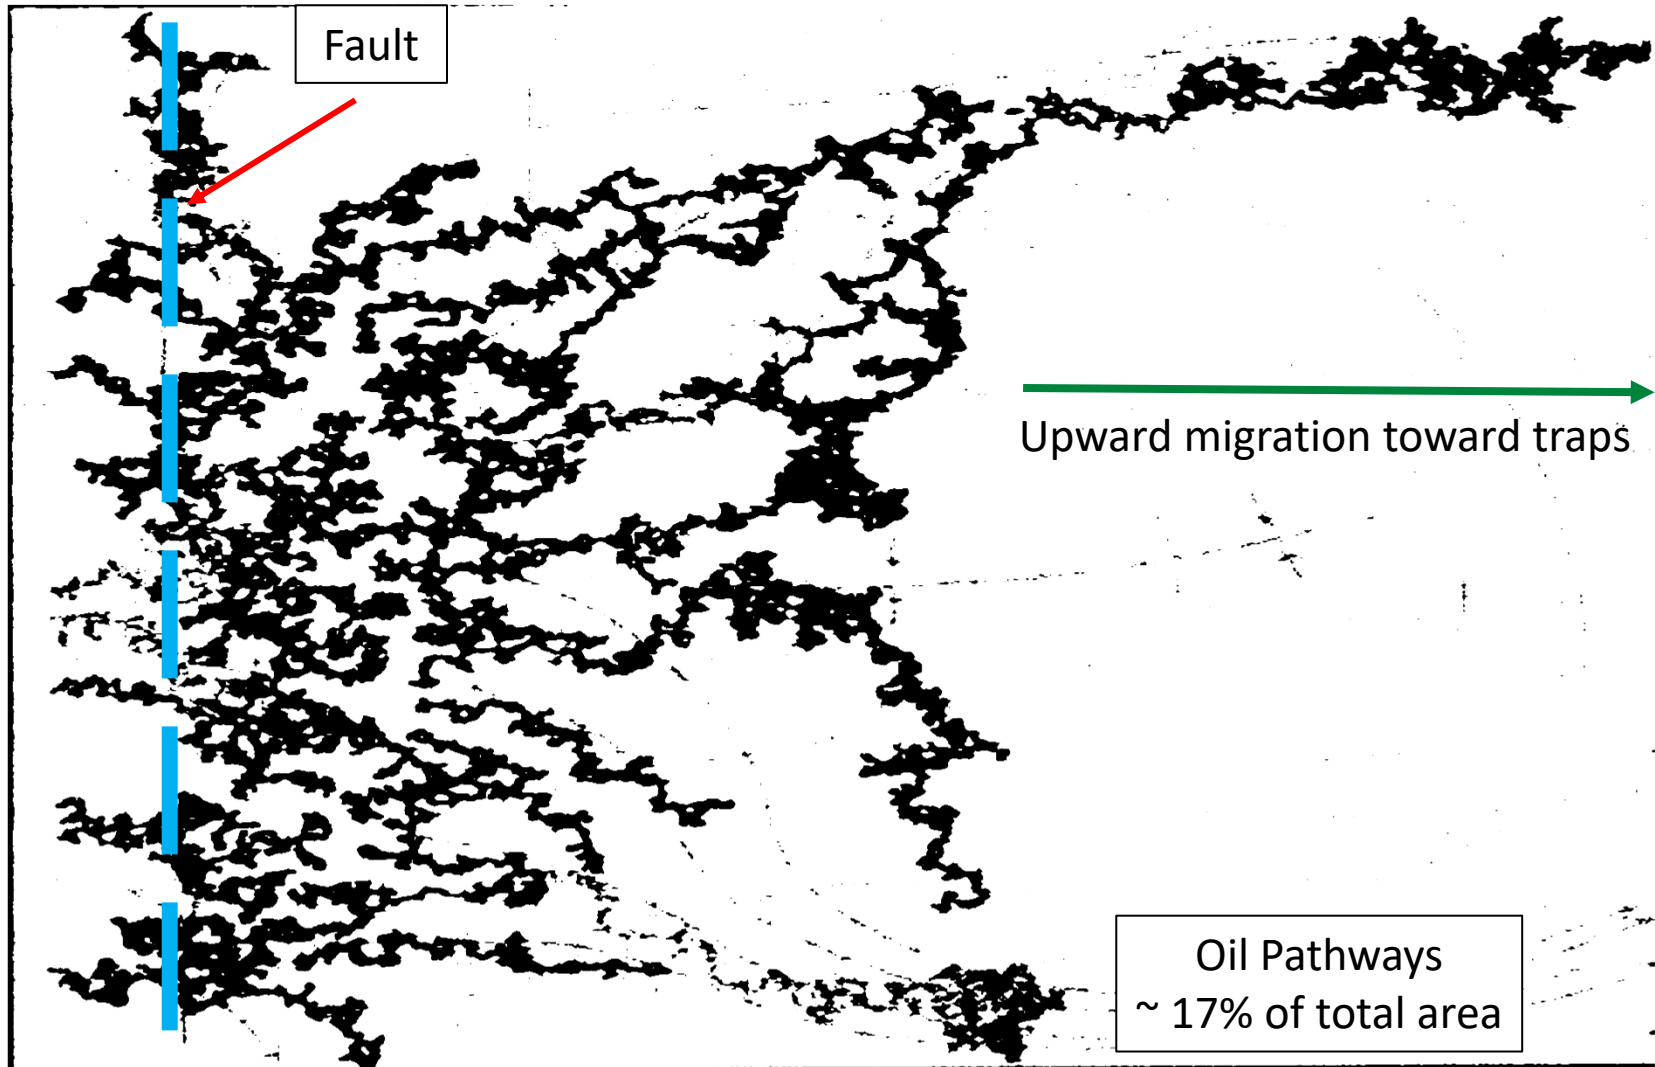 Fault
Upward migration toward traps
Oil Pathways
~ 17% of total area